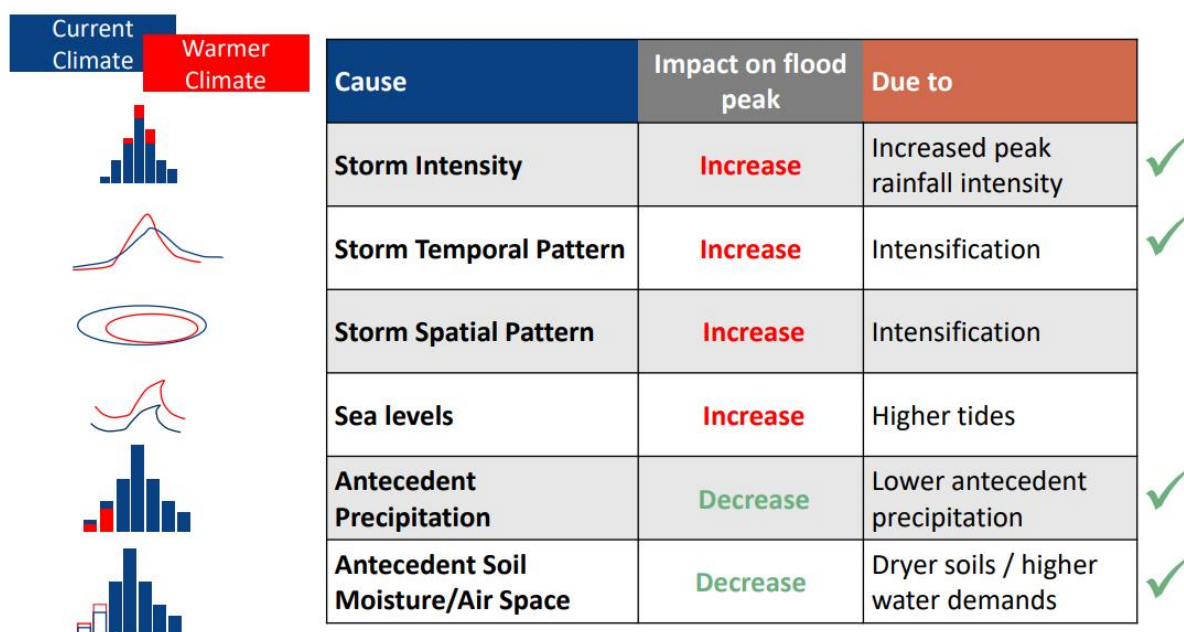 Current
Climate
Warmer
Climate
Cause
Impact on flood
peak
Due to
Storm Intensity
Increase
Increased peak
rainfall intensity
Storm Temporal Pattern
Increase
Intensification
Storm Spatial Pattern
Increase
Intensification
Sea levels
Increase
Higher tides
Antecedent
Precipitation
Decrease
Lower antecedent
precipitation
Antecedent Soil
Moisture/Air Space
Decrease
Dryer soils / higher
water demands